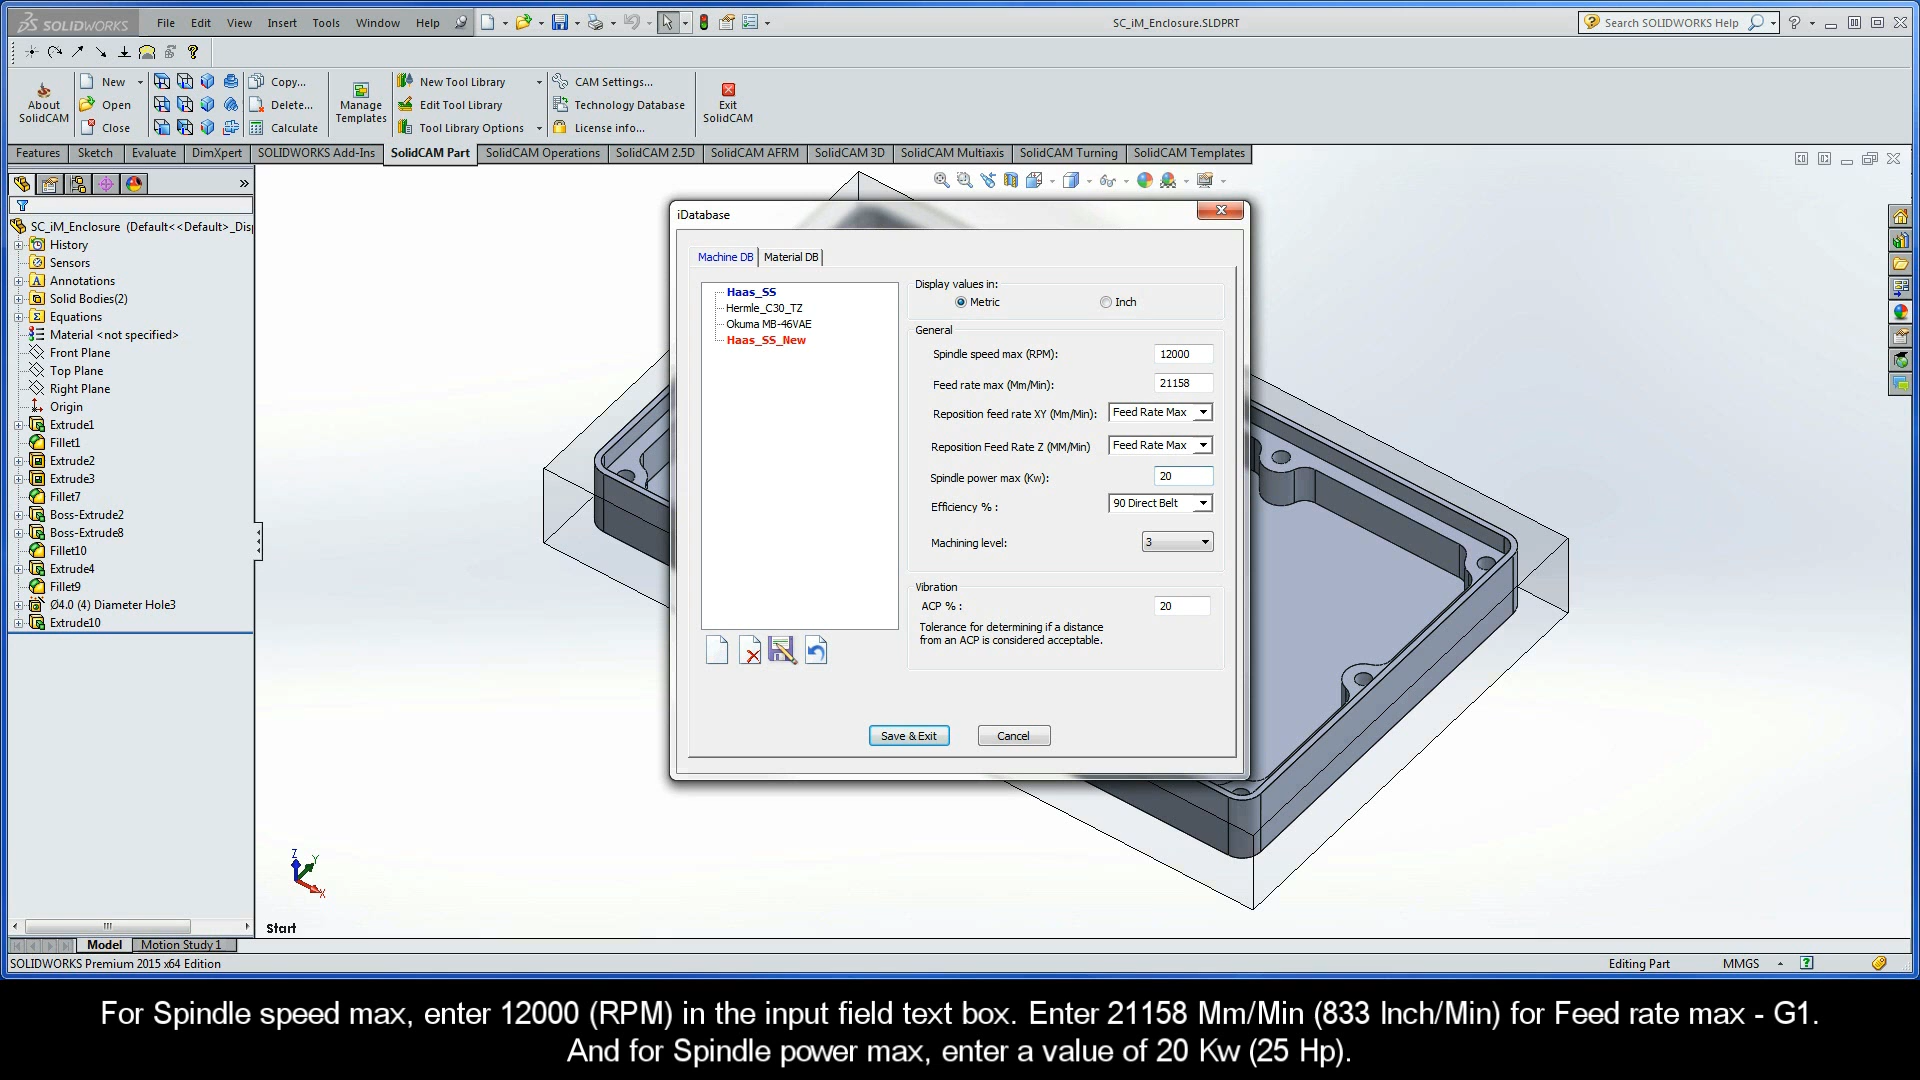 SOLIDWORKS File Edit View Insert Tools Window Help SC_iM_Enclosure.SLDPRT Search SOLIDWORKS Help
About SolidCAM
New
Open
Close
Copy...
Delete...
Calculate
Manage Templates
New Tool Library
Edit Tool Library
Tool Library Options
CAM Settings...
Technology Database
License info...
Exit SolidCAM
Features Sketch Evaluate DimXpert SOLIDWORKS Add-Ins SolidCAM Part SolidCAM Operations SolidCAM 2.5D SolidCAM AFRM SolidCAM 3D SolidCAM Multiaxis SolidCAM Turning SolidCAM Templates
SC_iM_Enclosure (Default<<Default>_Disp
History
Sensors
Annotations
Solid Bodies(2)
Equations
Material <not specified>
Front Plane
Top Plane
Right Plane
Origin
Extrude1
Fillet1
Extrude2
Extrude3
Fillet7
Boss-Extrude2
Boss-Extrude8
Fillet10
Extrude4
Fillet9
Ø4.0 (4) Diameter Hole3
Extrude10
iDatabase
Machine DB Material DB
Haas_SS
Hermle_C30_TZ
Okuma MB-46VAE
Haas_SS_New
Display values in:
Metric Inch
General
Spindle speed max (RPM): 12000
Feed rate max (Mm/Min): 21158
Reposition feed rate XY (Mm/Min): Feed Rate Max
Reposition Feed Rate Z (MM/Min) Feed Rate Max
Spindle power max (Kw): 20
Efficiency % : 90 Direct Belt
Machining level: 3
Vibration
ACP % : 20
Tolerance for determining if a distance
from an ACP is considered acceptable.
Save & Exit Cancel
Z Y X
Start
Model Motion Study 1
SOLIDWORKS Premium 2015 x64 Edition Editing Part MMGS
For Spindle speed max, enter 12000 (RPM) in the input field text box. Enter 21158 Mm/Min (833 Inch/Min) for Feed rate max - G1.
And for Spindle power max, enter a value of 20 Kw (25 Hp).